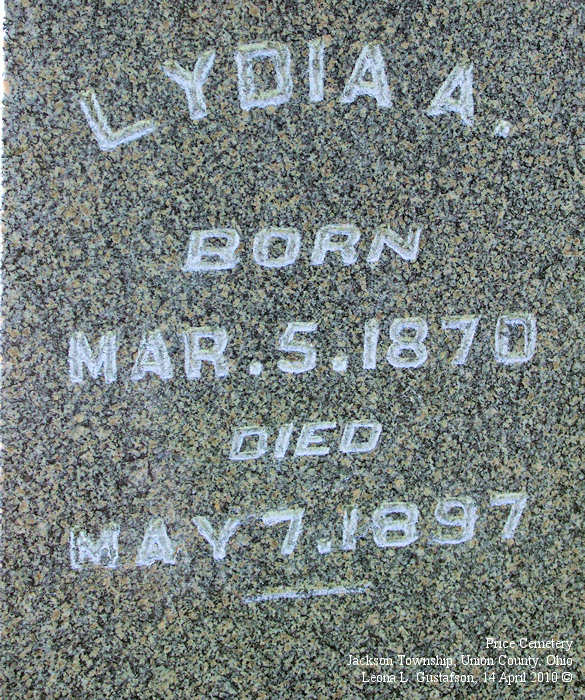 LYDIA A.
BORN
MAR. 5. 1870
DIED
MAY 7. 1897
Price Cemetery
Jackson Township, Union County, Ohio
Leona L. Gustafson, 14 April 2010 ©